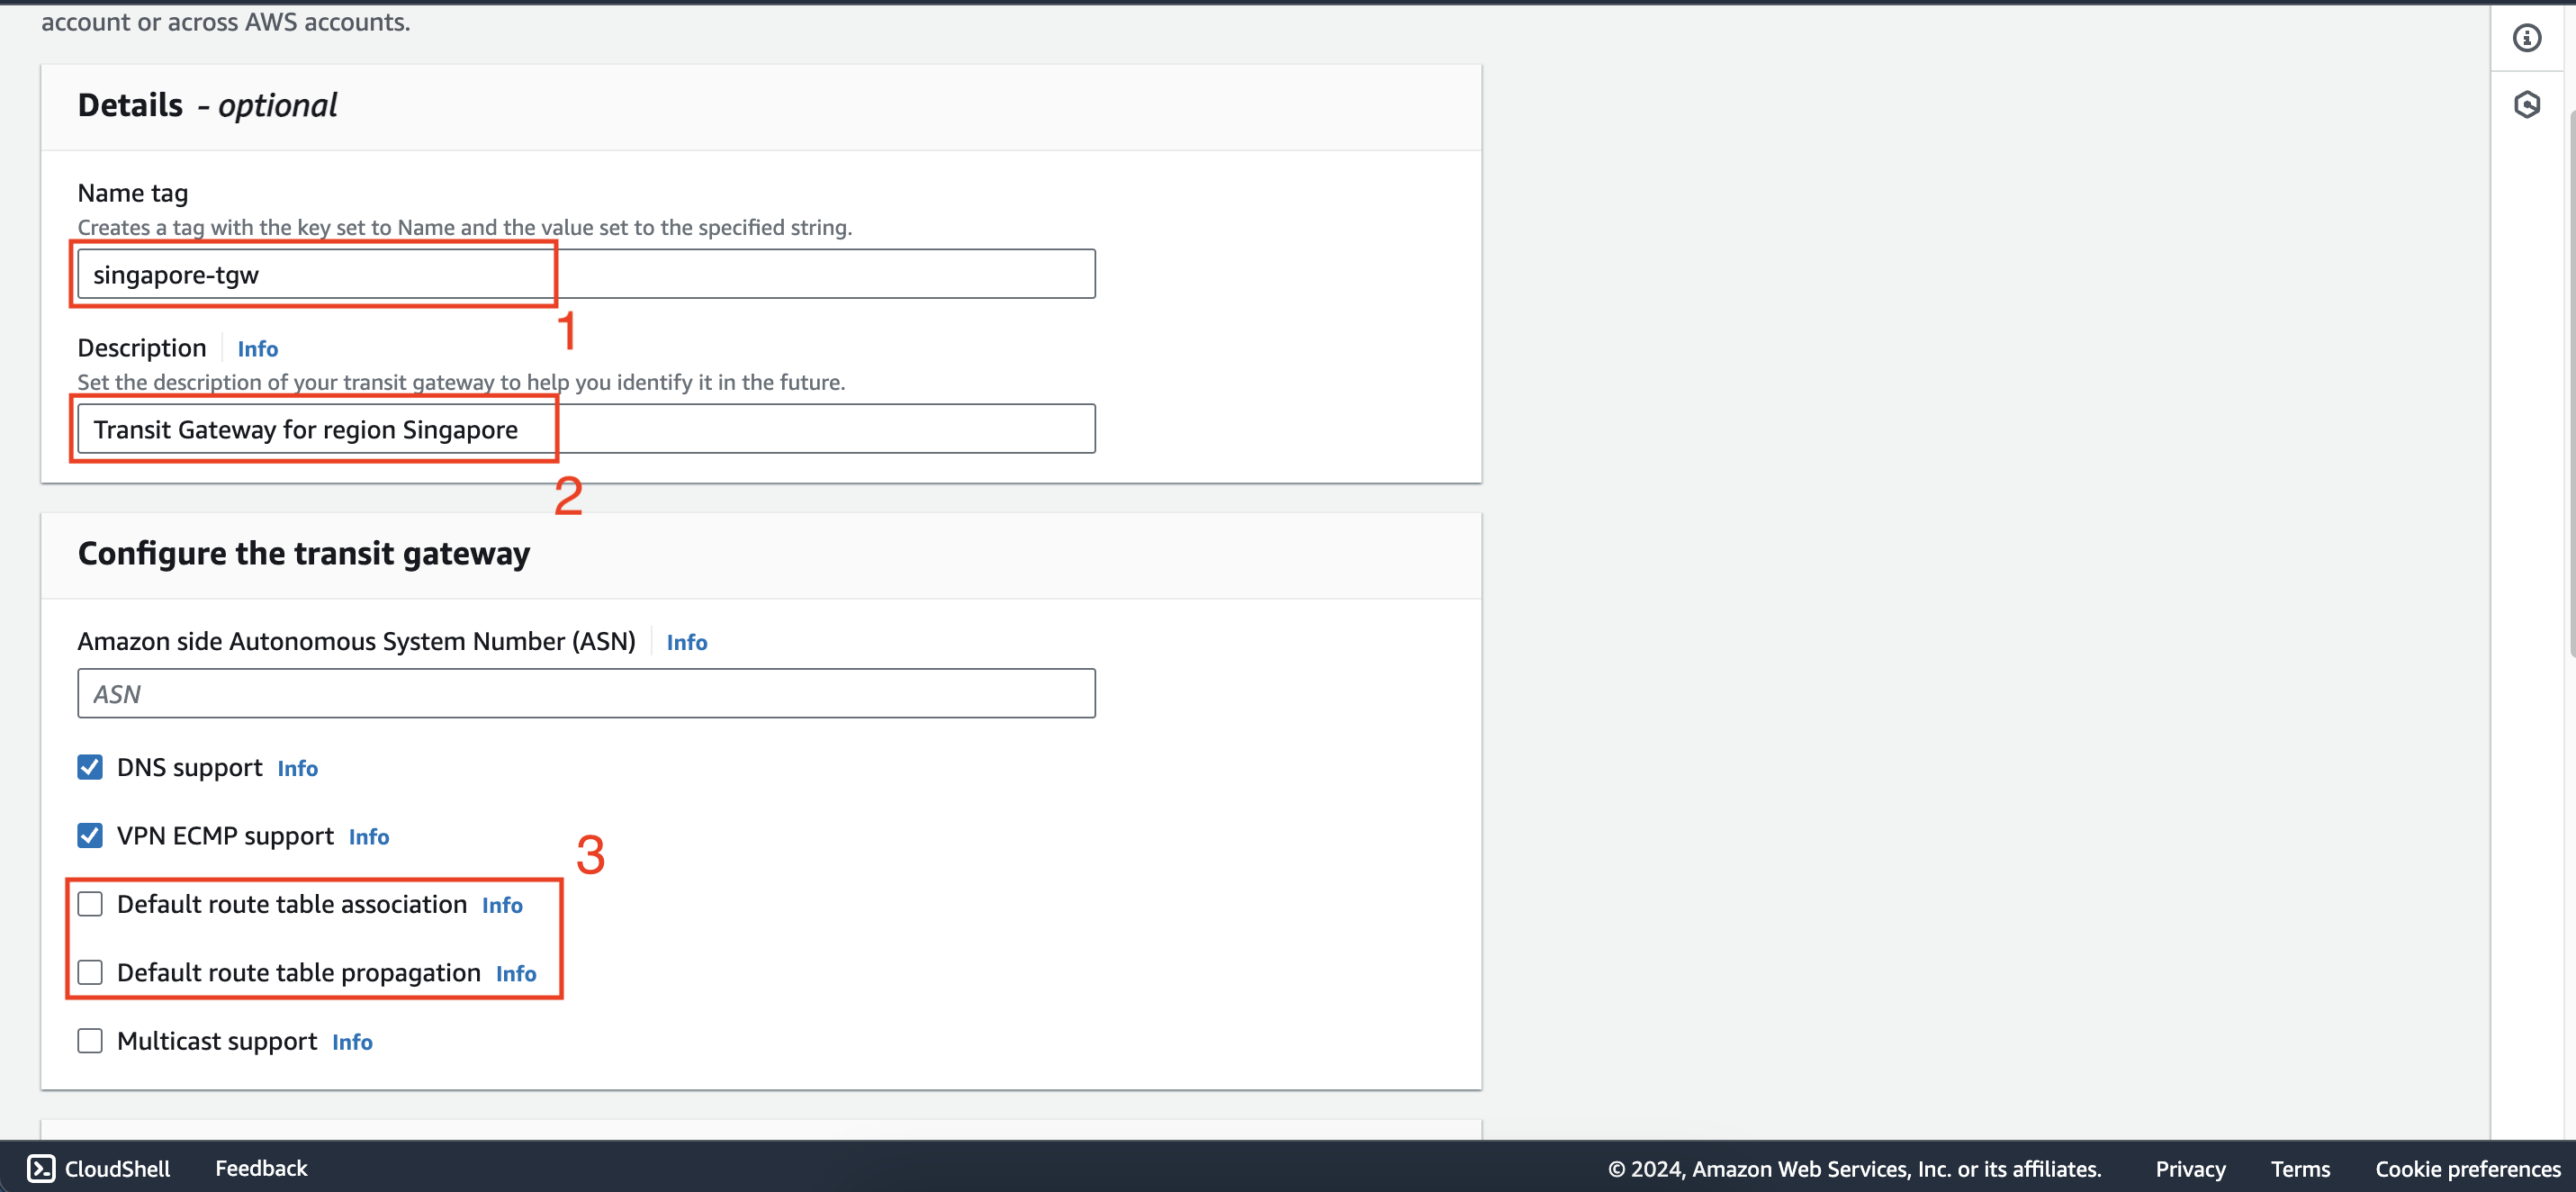 account or across AWS accounts.
Details - optional
Name tag
Creates a tag with the key set to Name and the value set to the specified string.
singapore-tgw
1
Description Info
Set the description of your transit gateway to help you identify it in the future.
Transit Gateway for region Singapore
2
Configure the transit gateway
Amazon side Autonomous System Number (ASN) Info
ASN
DNS support Info
VPN ECMP support Info
3
Default route table association Info
Default route table propagation Info
Multicast support Info
CloudShell Feedback © 2024, Amazon Web Services, Inc. or its affiliates. Privacy Terms Cookie preferences